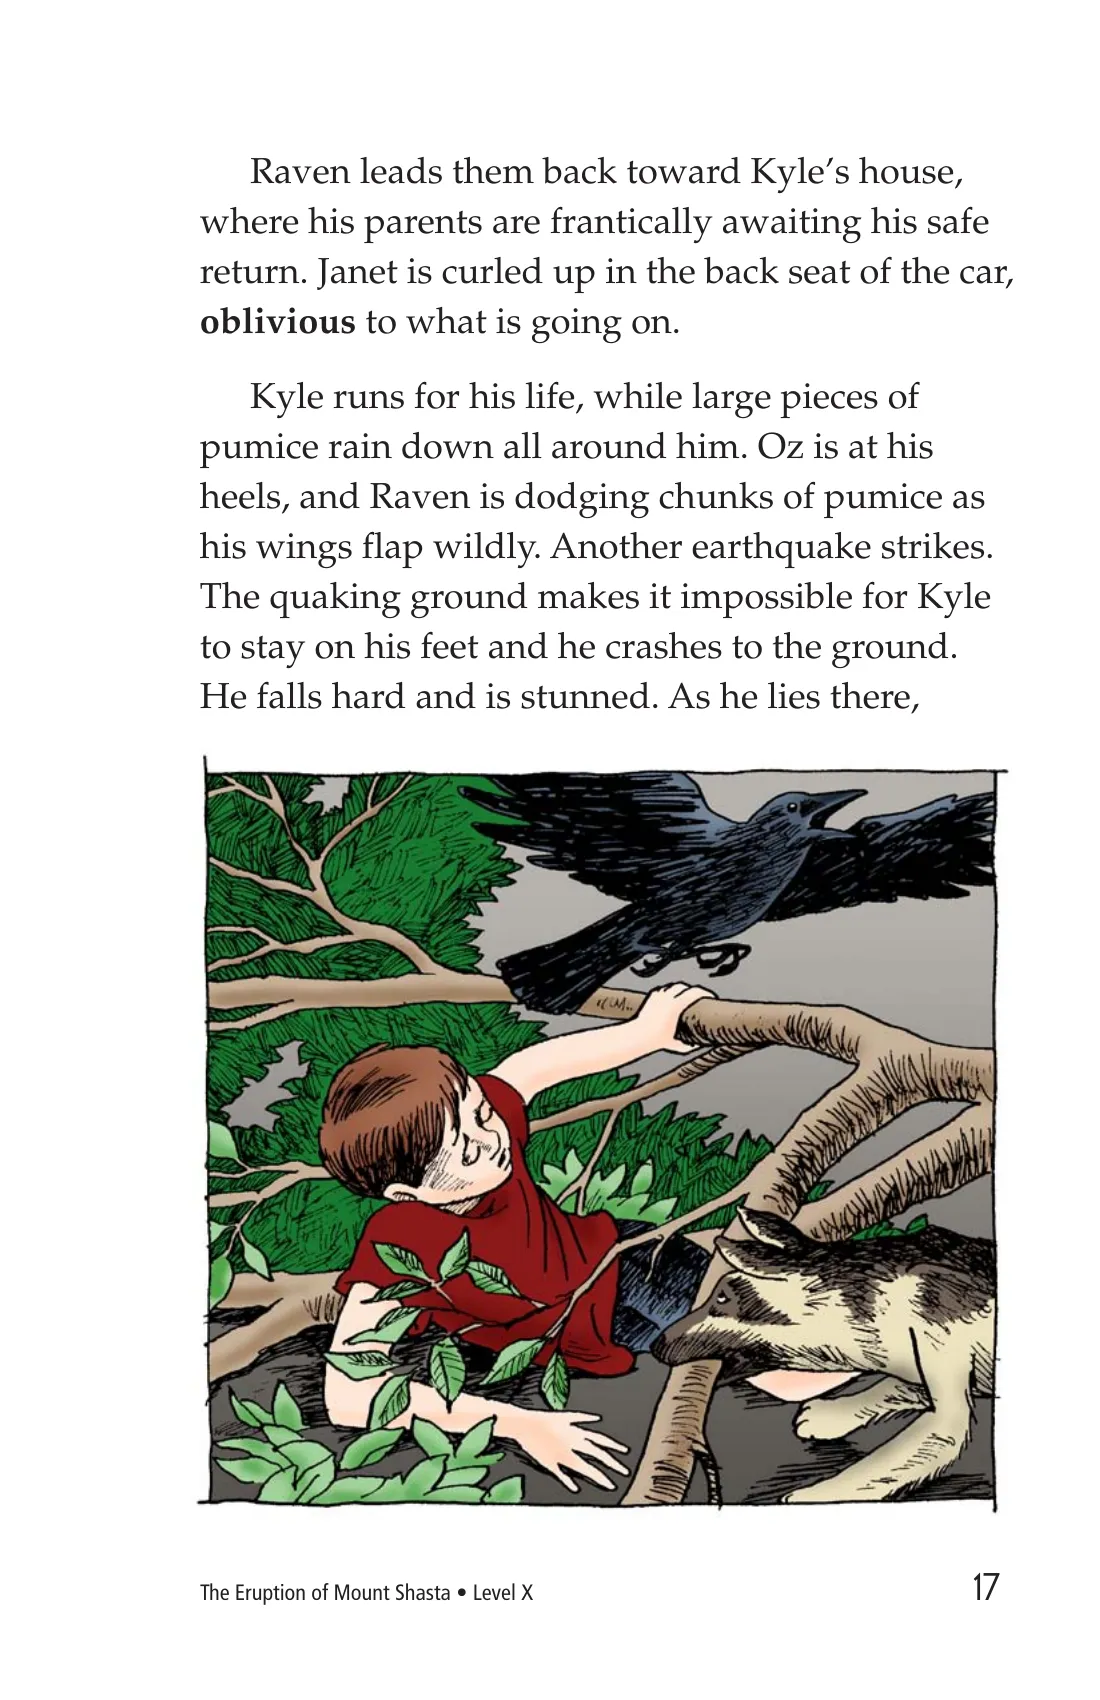 Raven leads them back toward Kyle’s house,
where his parents are frantically awaiting his safe
return. Janet is curled up in the back seat of the car,
oblivious to what is going on.
Kyle runs for his life, while large pieces of
pumice rain down all around him. Oz is at his
heels, and Raven is dodging chunks of pumice as
his wings flap wildly. Another earthquake strikes.
The quaking ground makes it impossible for Kyle
to stay on his feet and he crashes to the ground.
He falls hard and is stunned. As he lies there,
The Eruption of Mount Shasta • Level X
17